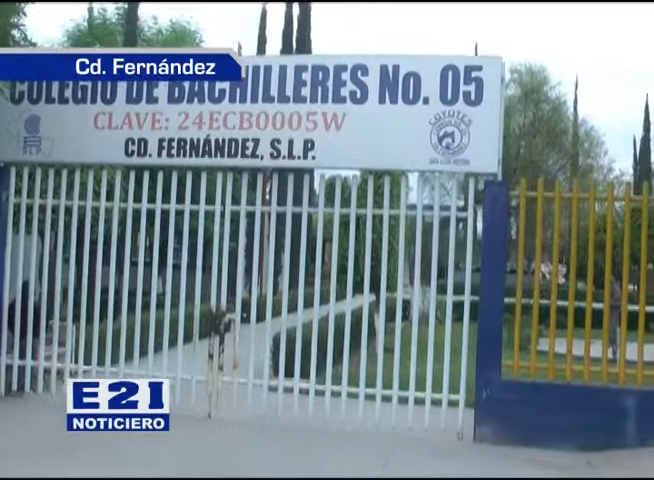 Cd. Fernández
COLEGIO DE BACHILLERES No. 05
CLAVE: 24ECB0005W
CD. FERNÁNDEZ, S.L.P.
COYOTES
E21
NOTICIERO